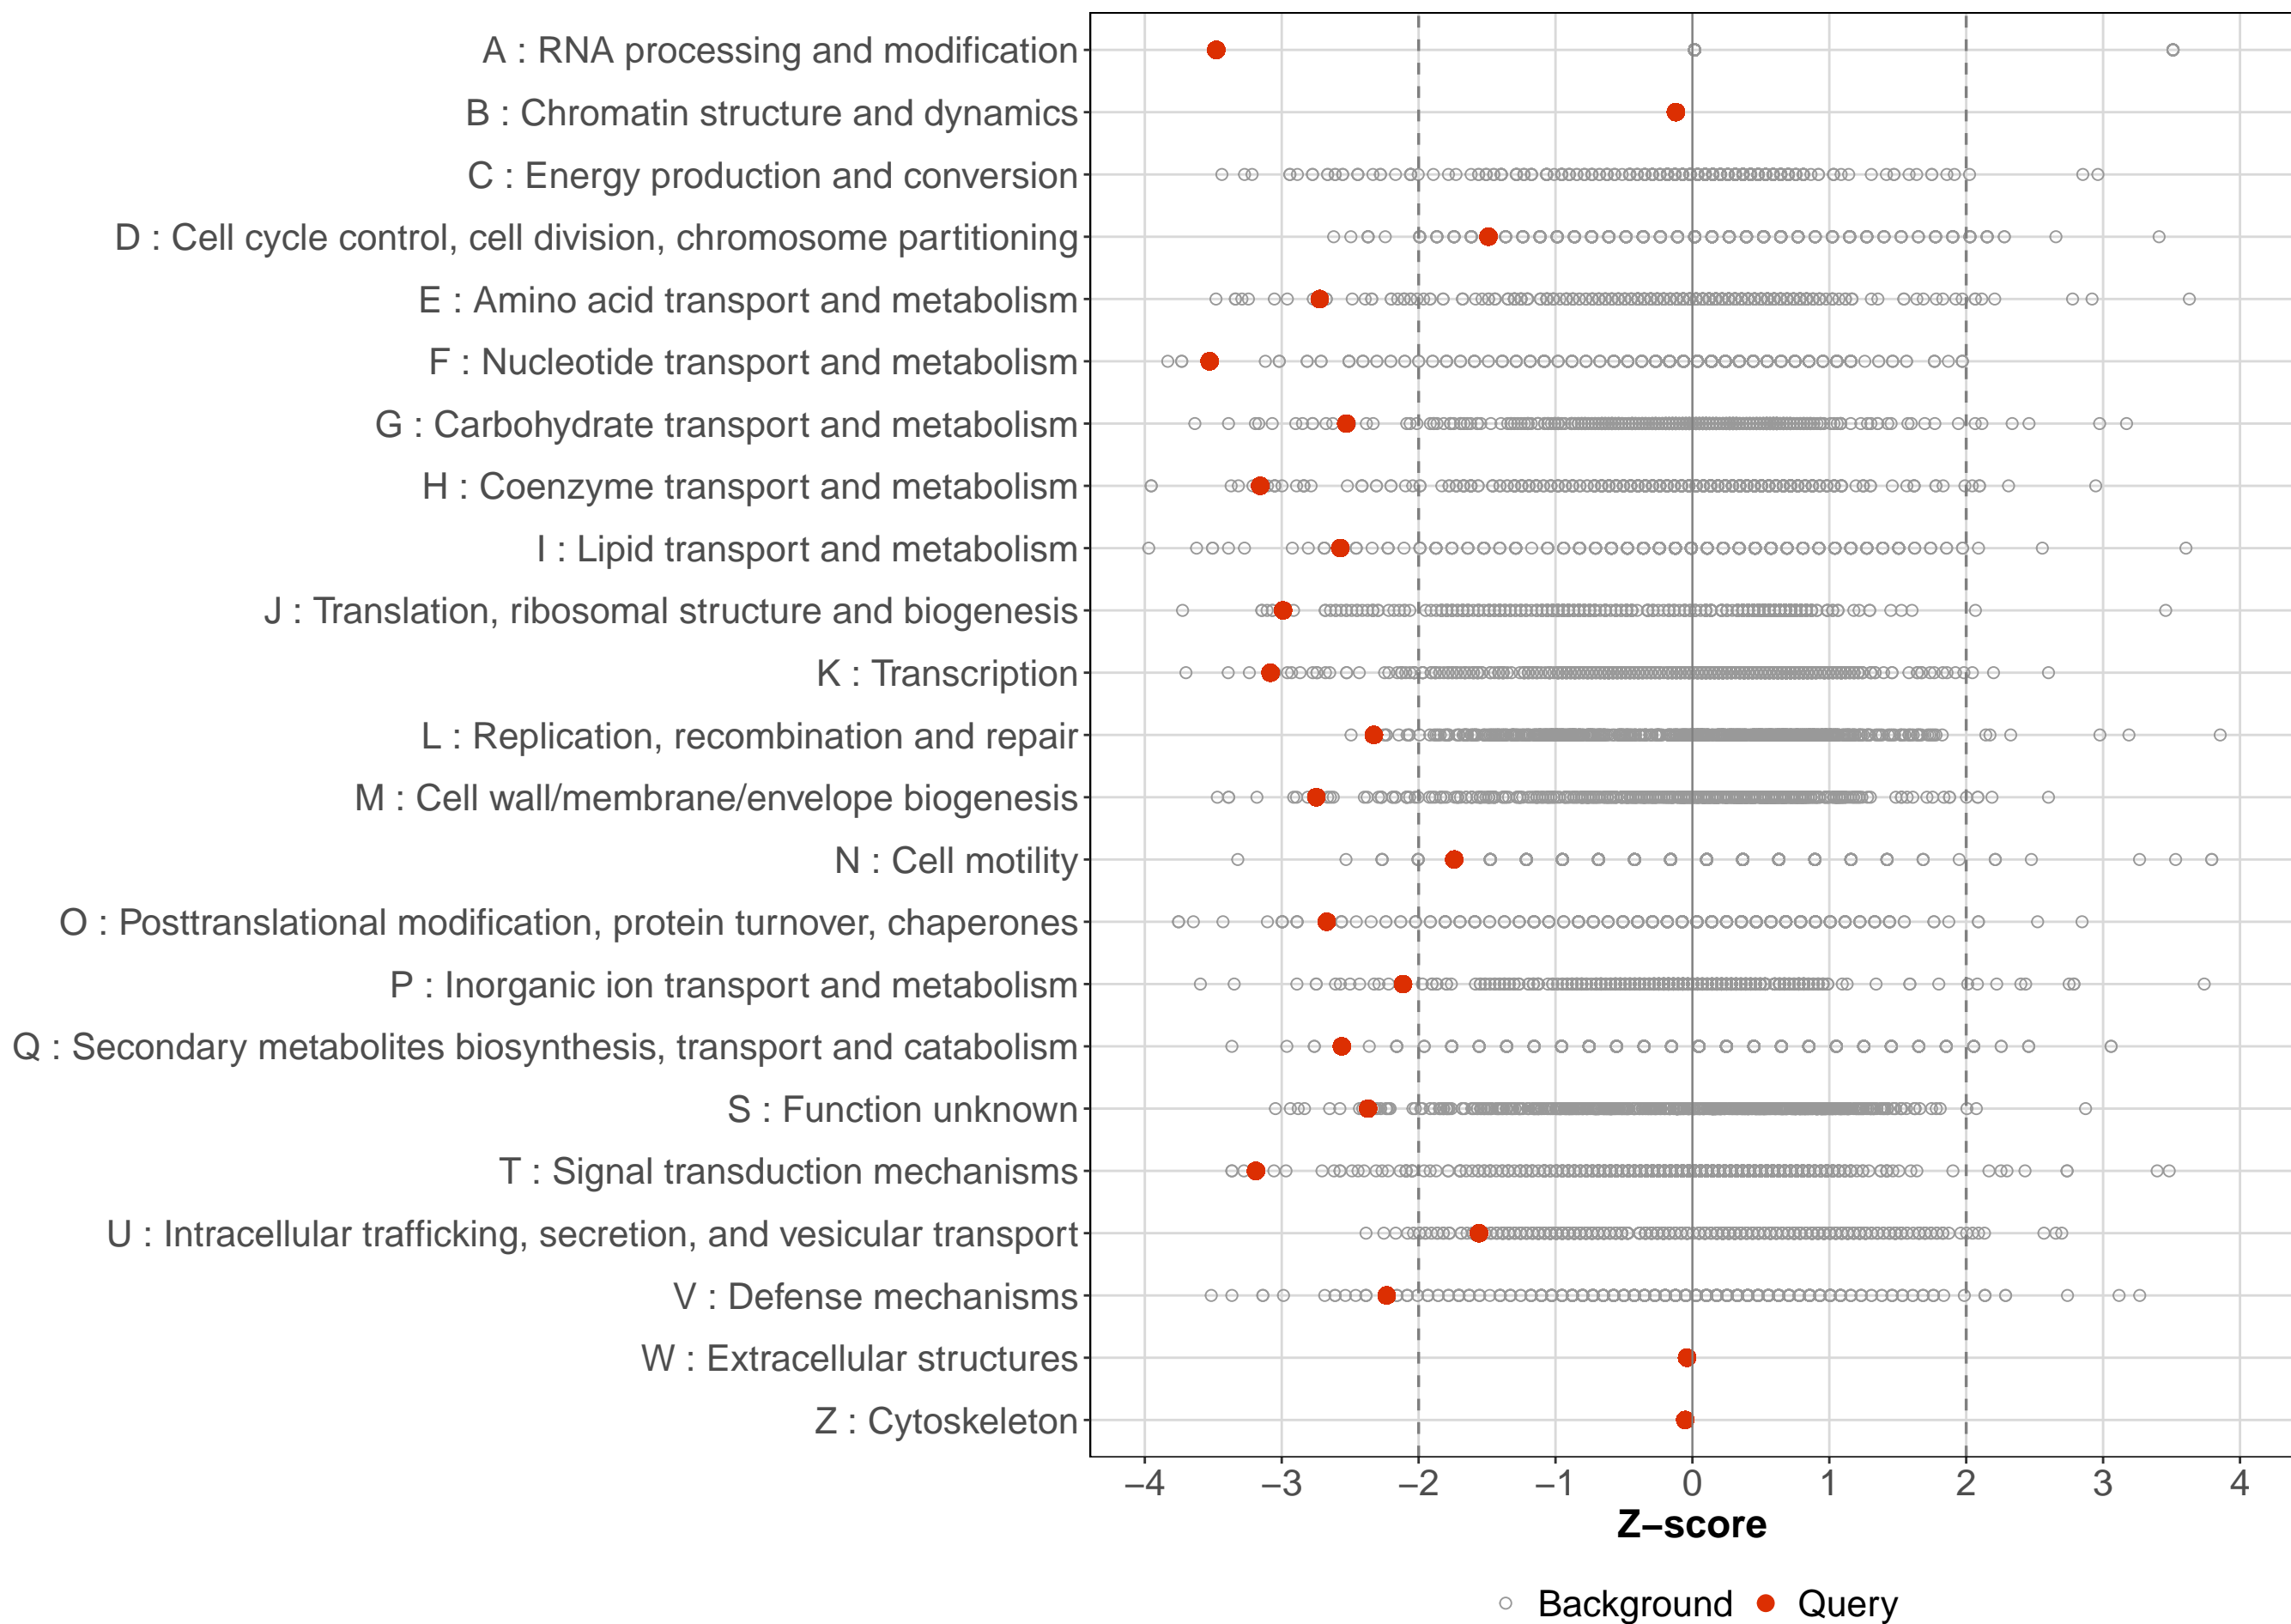 A : RNA processing and modification
B : Chromatin structure and dynamics
C : Energy production and conversion
D : Cell cycle control, cell division, chromosome partitioning
E : Amino acid transport and metabolism
F : Nucleotide transport and metabolism
G : Carbohydrate transport and metabolism
H : Coenzyme transport and metabolism
I : Lipid transport and metabolism
J : Translation, ribosomal structure and biogenesis
K : Transcription
L : Replication, recombination and repair
M : Cell wall/membrane/envelope biogenesis
N : Cell motility
O : Posttranslational modification, protein turnover, chaperones
P : Inorganic ion transport and metabolism
Q : Secondary metabolites biosynthesis, transport and catabolism
S : Function unknown
T : Signal transduction mechanisms
U : Intracellular trafficking, secretion, and vesicular transport
V : Defense mechanisms
W : Extracellular structures
Z : Cytoskeleton
−4 −3 −2 −1 0 1 2 3 4
Z−score
Background Query